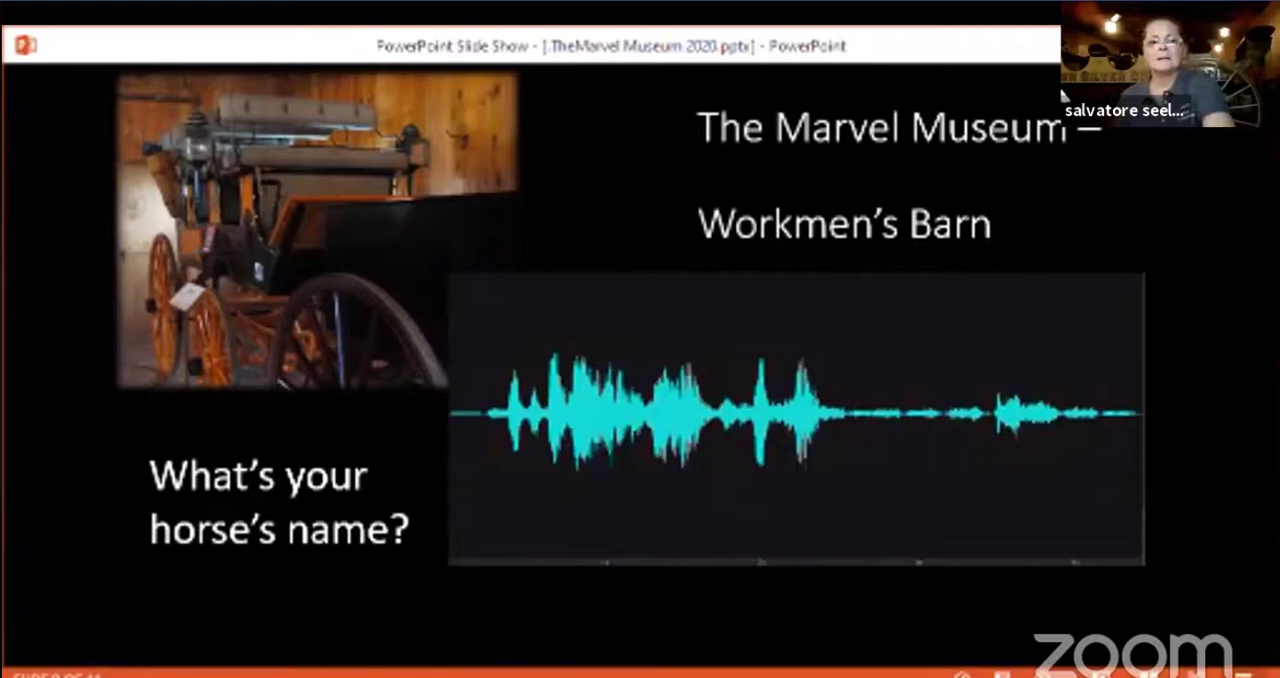 PowerPoint Slide Show - [.TheMarvel Museum 2020.pptx] - PowerPoint
salvatore seel...
The Marvel Museum –
Workmen's Barn
What's your
horse's name?
zoom